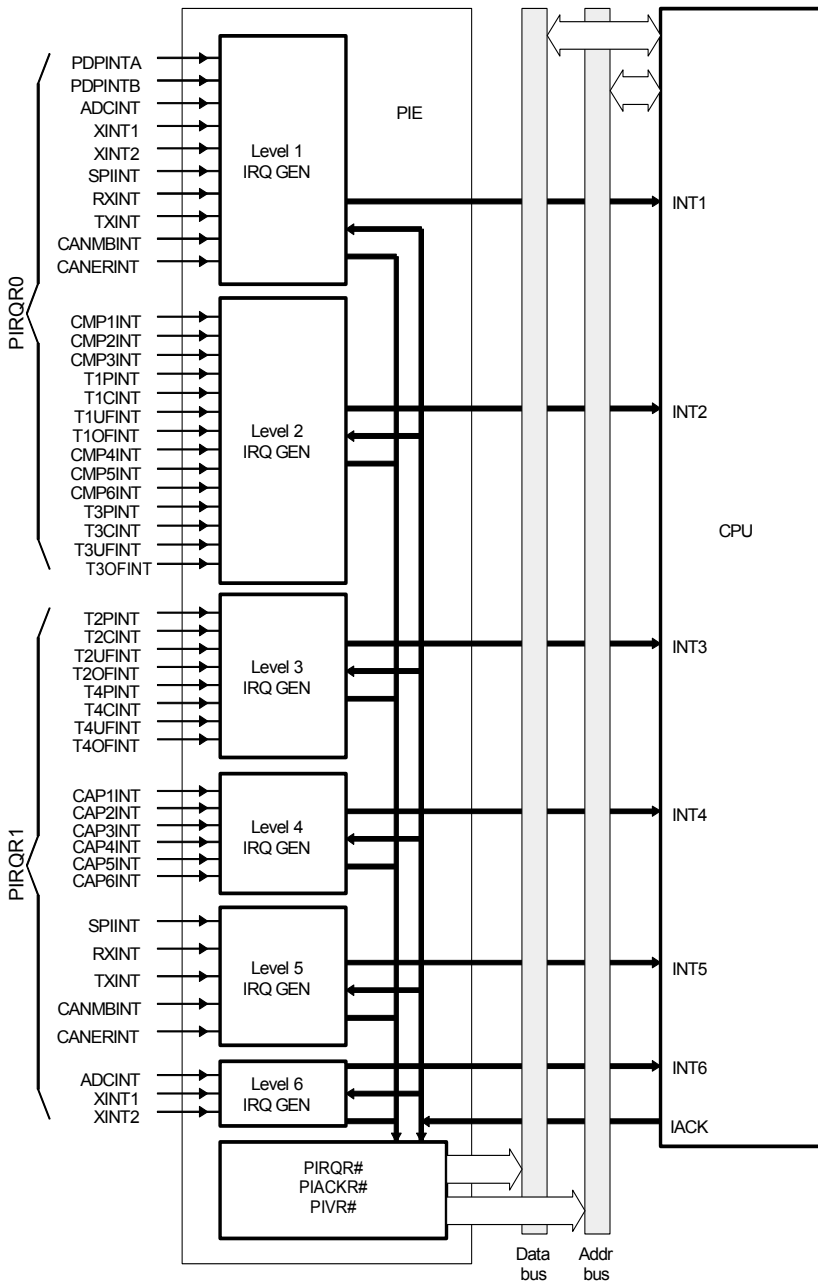 PIRQR0
PDPINTA
PDPINTB
ADCINT
XINT1
XINT2
SPIINT
RXINT
TXINT
CANMBINT
CANERINT
Level 1
IRQ GEN
PIE
INT1
CMP1INT
CMP2INT
CMP3INT
T1PINT
T1CINT
T1UFINT
T1OFINT
CMP4INT
CMP5INT
CMP6INT
T3PINT
T3CINT
T3UFINT
T3OFINT
Level 2
IRQ GEN
INT2
CPU
PIRQR1
T2PINT
T2CINT
T2UFINT
T2OFINT
T4PINT
T4CINT
T4UFINT
T4OFINT
Level 3
IRQ GEN
INT3
CAP1INT
CAP2INT
CAP3INT
CAP4INT
CAP5INT
CAP6INT
Level 4
IRQ GEN
INT4
SPIINT
RXINT
TXINT
CANMBINT
CANERINT
Level 5
IRQ GEN
INT5
ADCINT
XINT1
XINT2
Level 6
IRQ GEN
INT6
IACK
PIRQR#
PIACKR#
PIVR#
Data
bus
Addr
bus